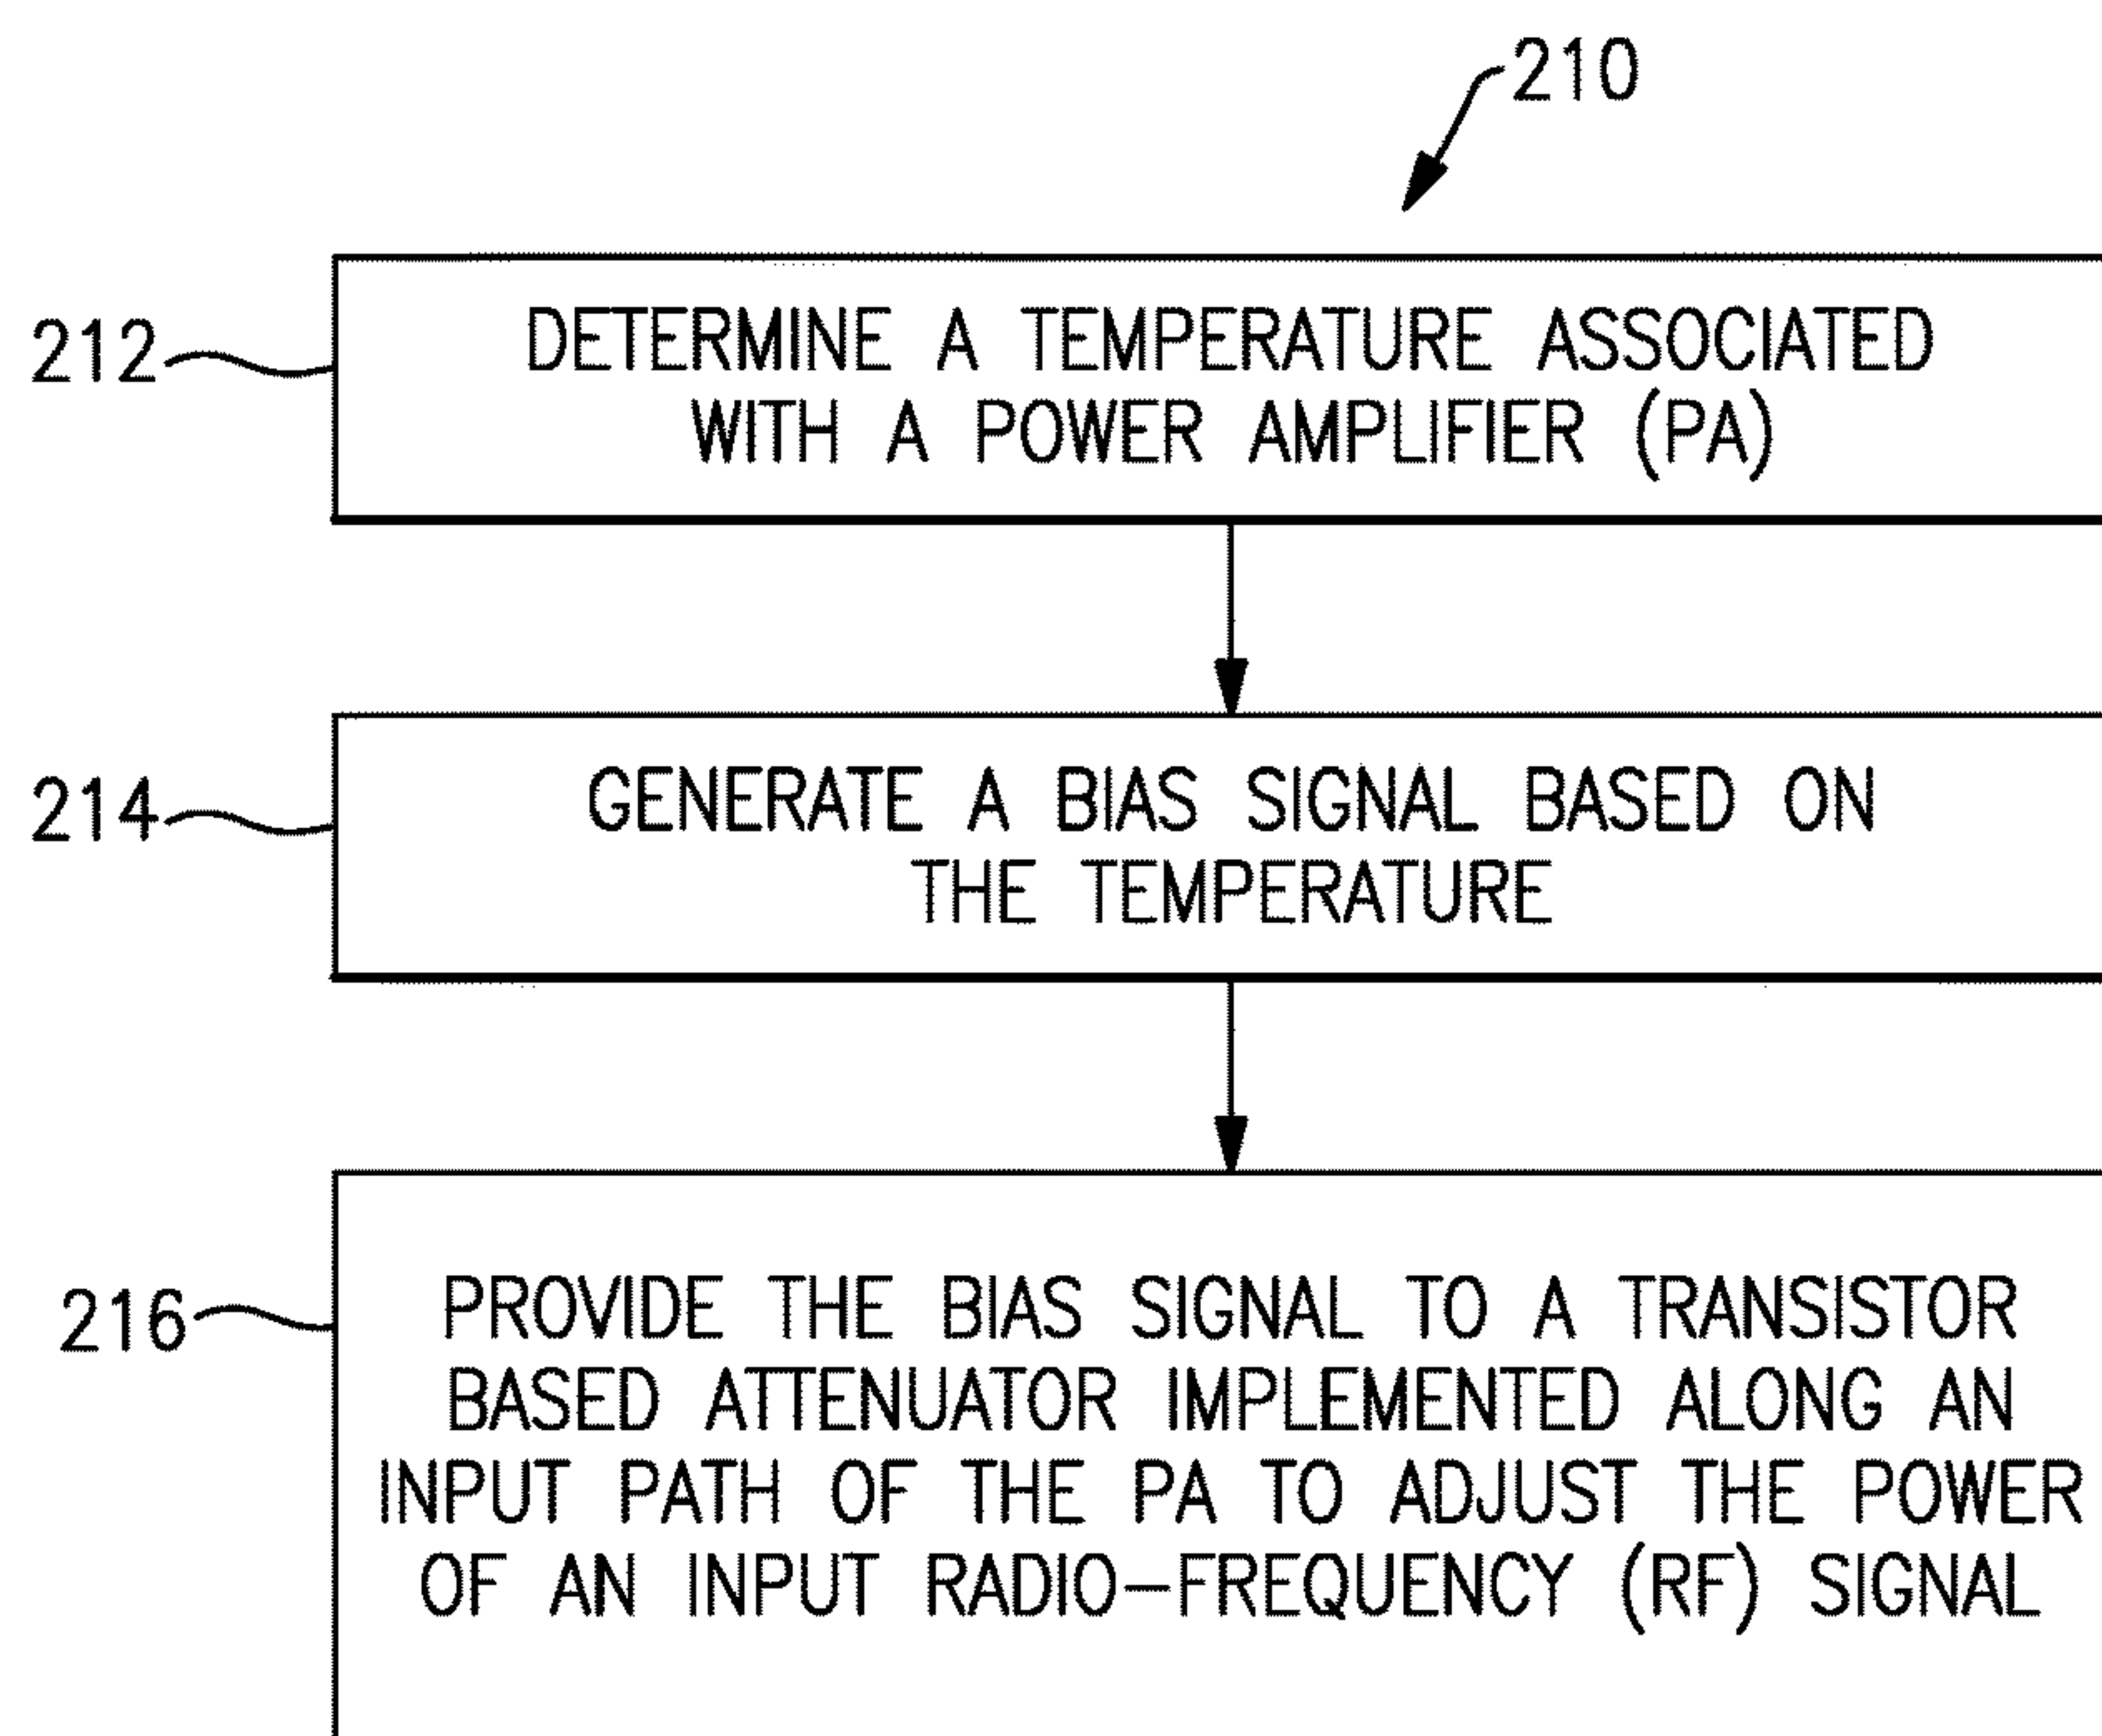 210
212
DETERMINE A TEMPERATURE ASSOCIATED
WITH A POWER AMPLIFIER (PA)
214
GENERATE A BIAS SIGNAL BASED ON
THE TEMPERATURE
216
PROVIDE THE BIAS SIGNAL TO A TRANSISTOR
BASED ATTENUATOR IMPLEMENTED ALONG AN
INPUT PATH OF THE PA TO ADJUST THE POWER
OF AN INPUT RADIO-FREQUENCY (RF) SIGNAL